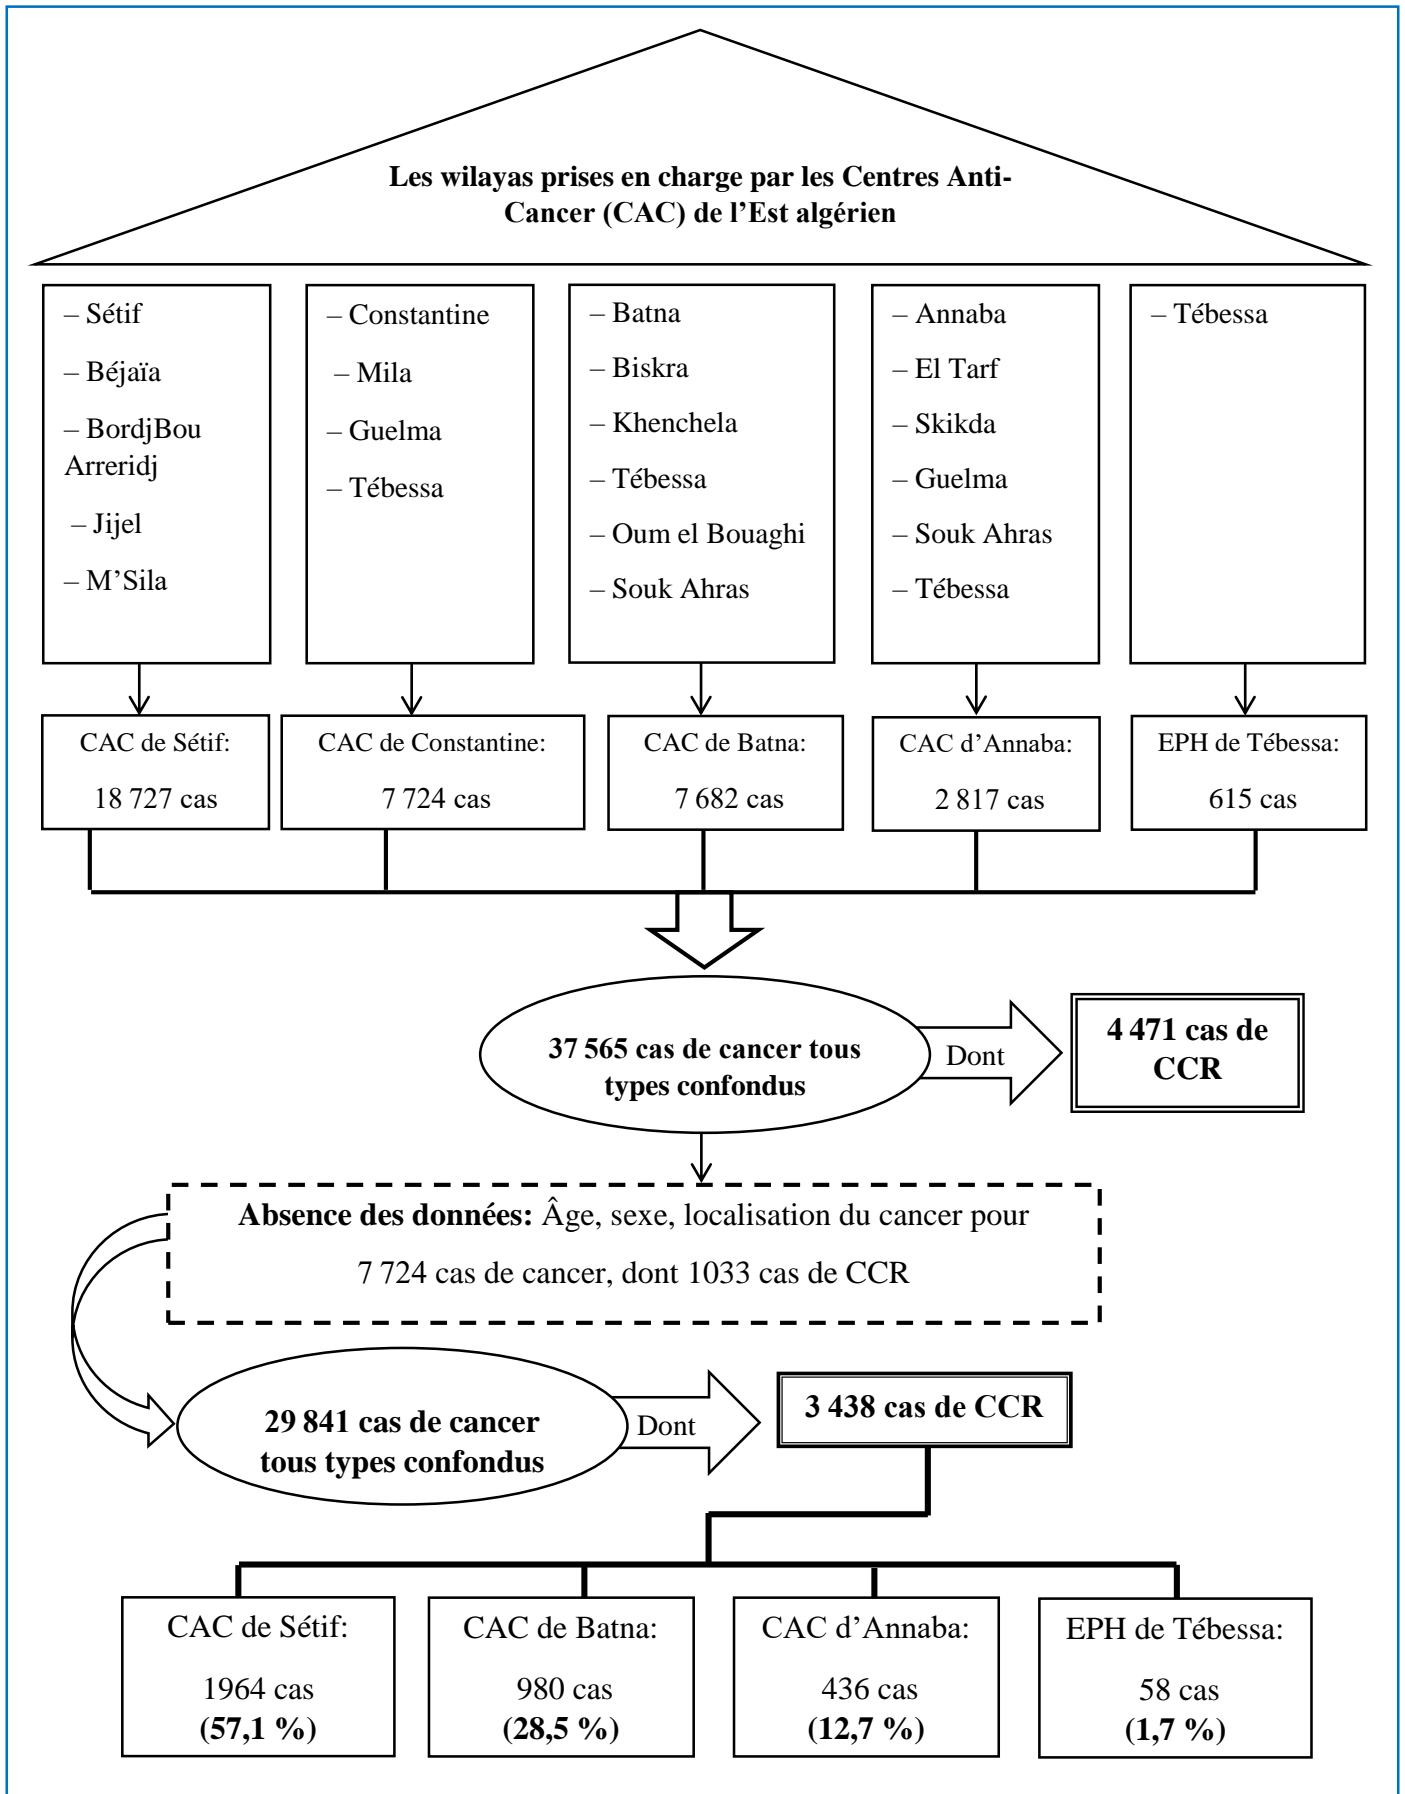 Les wilayas prises en charge par les Centres Anti-
Cancer (CAC) de l’Est algérien
– Sétif
– Béjaïa
– BordjBou
Arreridj
– Jijel
– M’Sila
– Constantine
– Mila
– Guelma
– Tébessa
– Batna
– Biskra
– Khenchela
– Tébessa
– Oum el Bouaghi
– Souk Ahras
– Annaba
– El Tarf
– Skikda
– Guelma
– Souk Ahras
– Tébessa
– Tébessa
CAC de Sétif:
18 727 cas
CAC de Constantine:
7 724 cas
CAC de Batna:
7 682 cas
CAC d’Annaba:
2 817 cas
EPH de Tébessa:
615 cas
37 565 cas de cancer tous
types confondus
Dont
4 471 cas de
CCR
Absence des données: Âge, sexe, localisation du cancer pour
7 724 cas de cancer, dont 1033 cas de CCR
29 841 cas de cancer
tous types confondus
Dont
3 438 cas de CCR
CAC de Sétif:
1964 cas
(57,1 %)
CAC de Batna:
980 cas
(28,5 %)
CAC d’Annaba:
436 cas
(12,7 %)
EPH de Tébessa:
58 cas
(1,7 %)